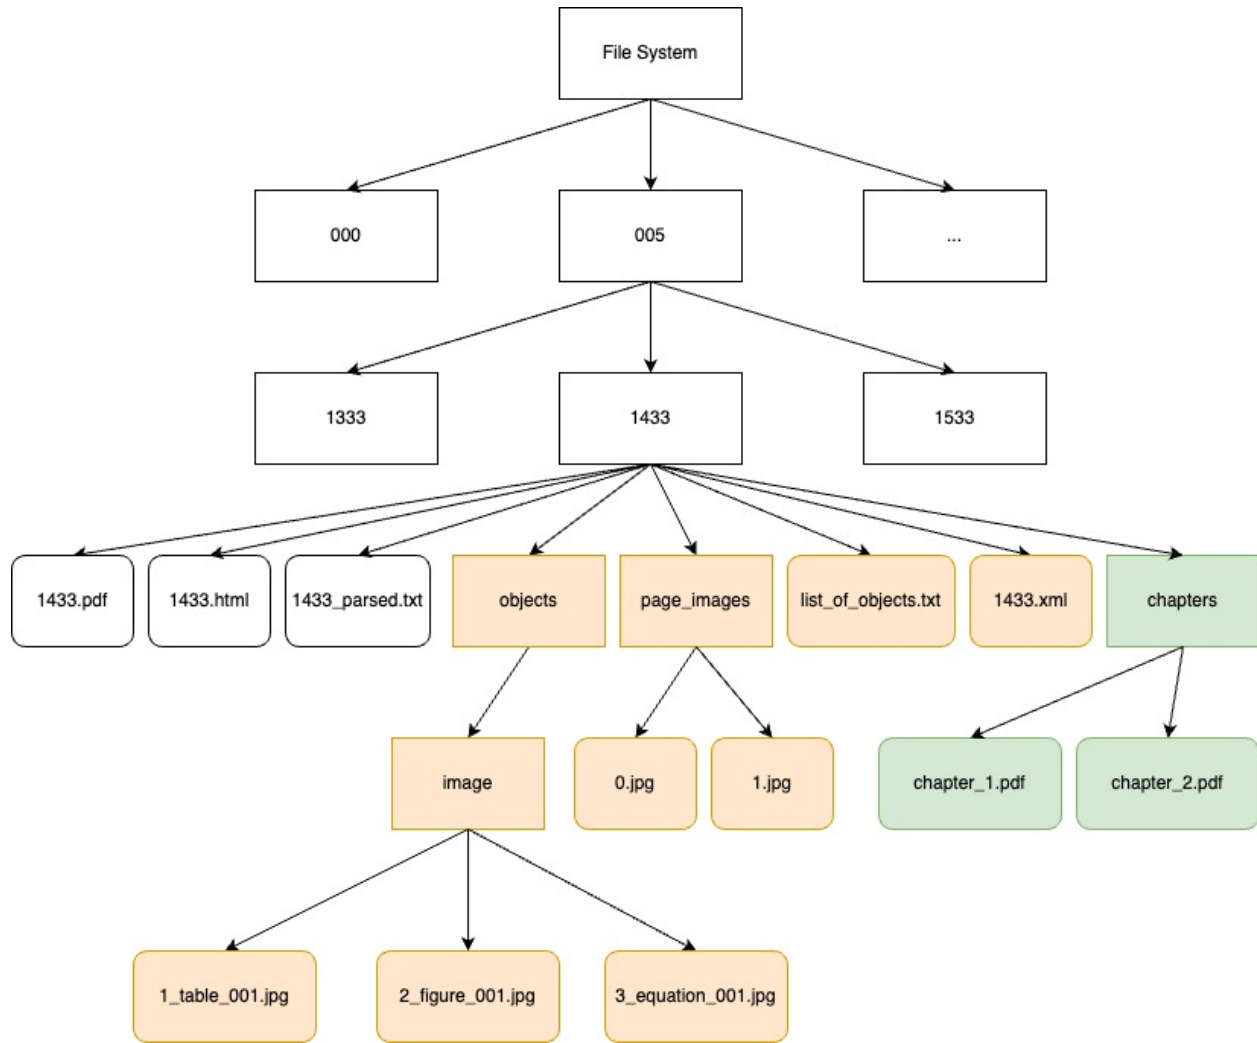 File System
000
005
...
1333
1433
1533
1433.pdf
1433.html
1433_parsed.txt
objects
page_images
list_of_objects.txt
1433.xml
chapters
image
0.jpg
1.jpg
chapter_1.pdf
chapter_2.pdf
1_table_001.jpg
2_figure_001.jpg
3_equation_001.jpg